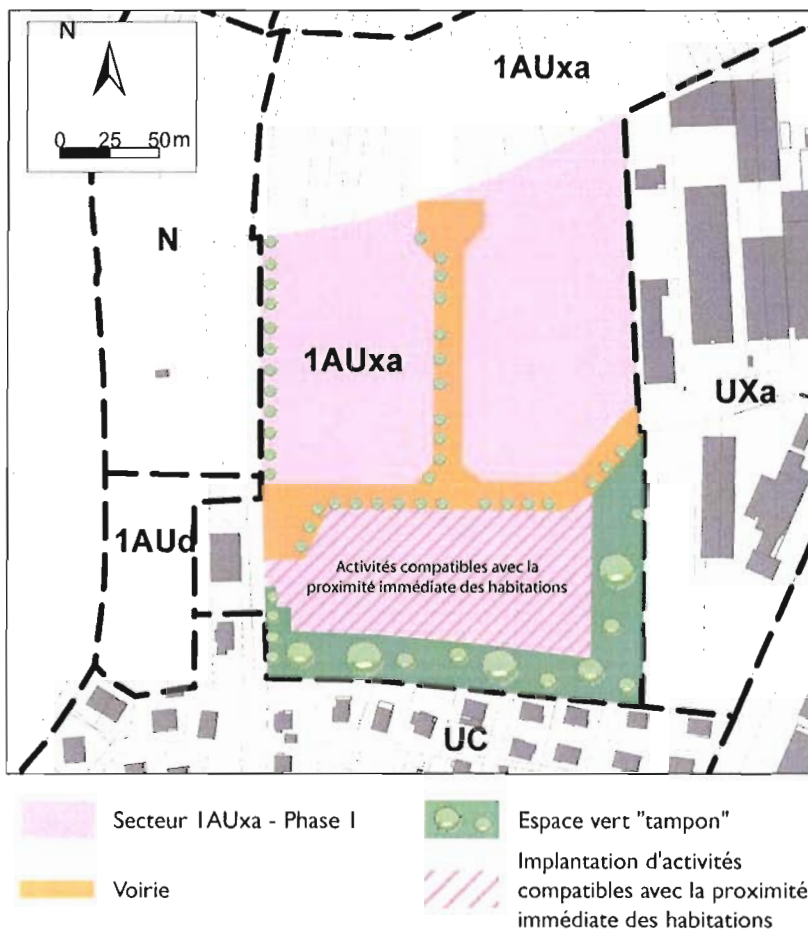 N
0 25 50m
1AUxa
N
1AUxa
UXa
1AUd
Activités compatibles avec la
proximité immédiate des habitations
UC
Secteur 1AUxa - Phase 1
Voirie
Espace vert "tampon"
Implantation d'activités
compatibles avec la proximité
immédiate des habitations